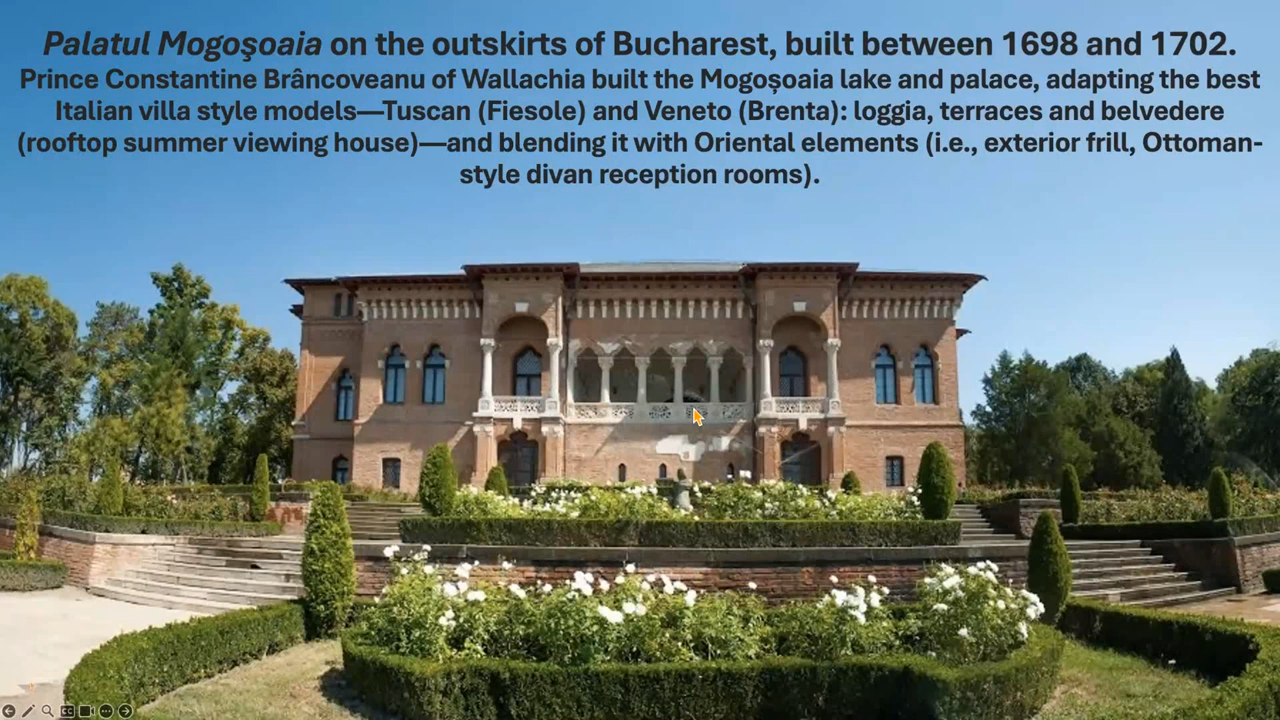 Palatul Mogoşoaia on the outskirts of Bucharest, built between 1698 and 1702.
Prince Constantine Brâncoveanu of Wallachia built the Mogoșoaia lake and palace, adapting the best
Italian villa style models—Tuscan (Fiesole) and Veneto (Brenta): loggia, terraces and belvedere
(rooftop summer viewing house)—and blending it with Oriental elements (i.e., exterior frill, Ottoman-
style divan reception rooms).